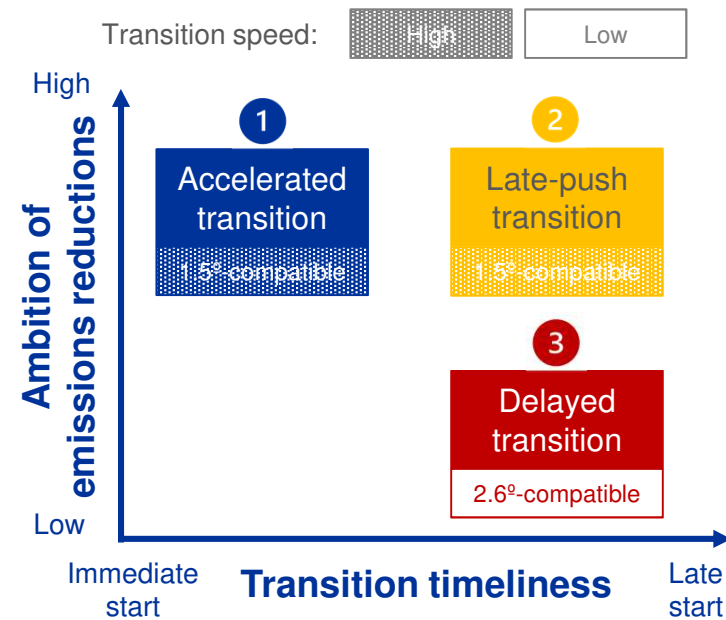 Transition speed:
High
Low
High
1
2
Accelerated
transition
1.5º-compatible
Late-push
transition
1.5º-compatible
3
Delayed
transition
2.6º-compatible
Ambition of
emissions reductions
Low
Immediate
start
Transition timeliness
Late
start